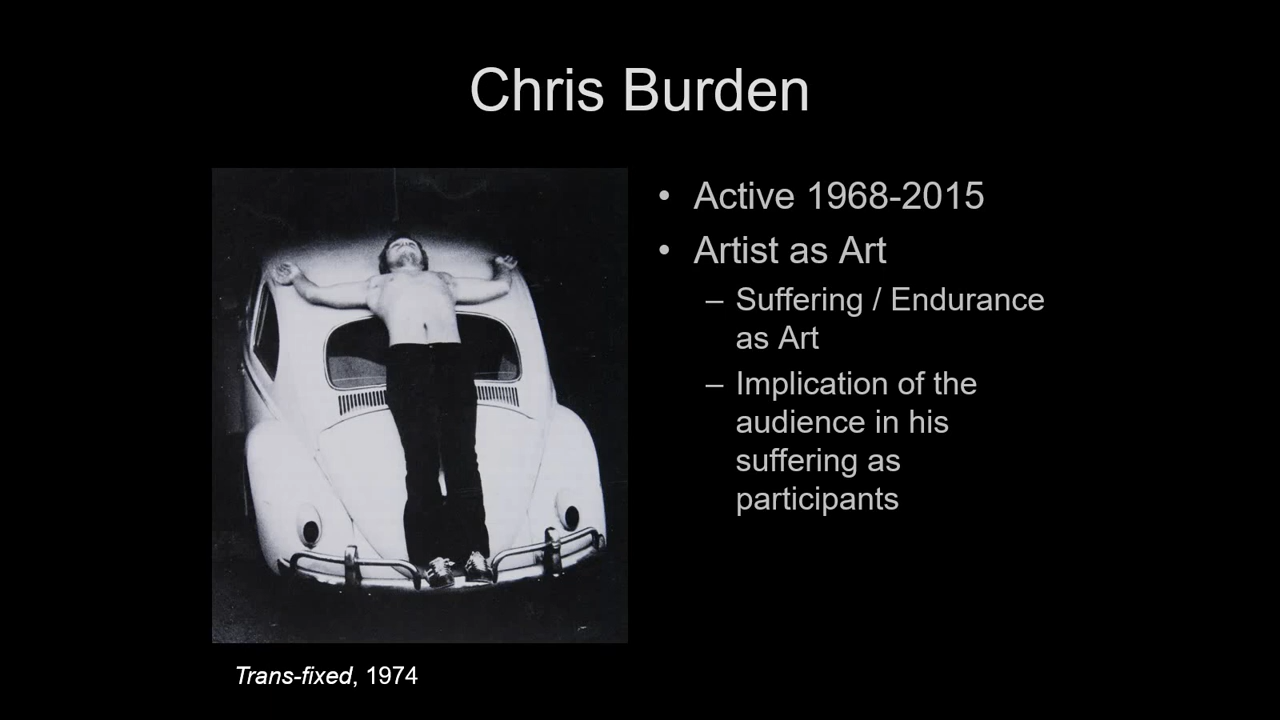 Chris Burden
• Active 1968-2015
• Artist as Art
– Suffering / Endurance
as Art
– Implication of the
audience in his
suffering as
participants
Trans-fixed, 1974